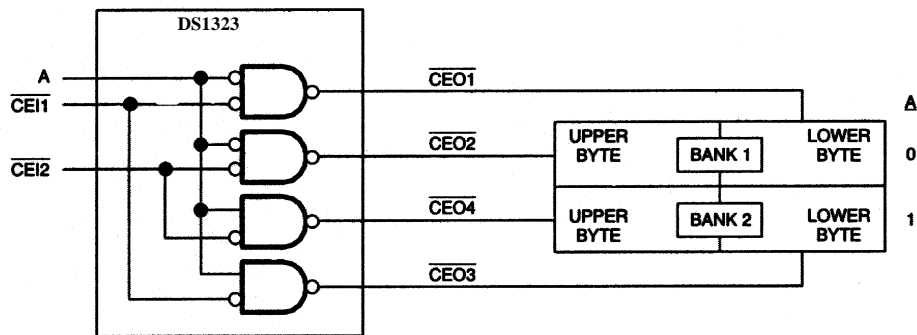 DS1323
A
CEI1
CEI2
CEO1
CEO2
CEO4
CEO3
A
UPPER BYTE
BANK 1
LOWER BYTE
0
UPPER BYTE
BANK 2
LOWER BYTE
1